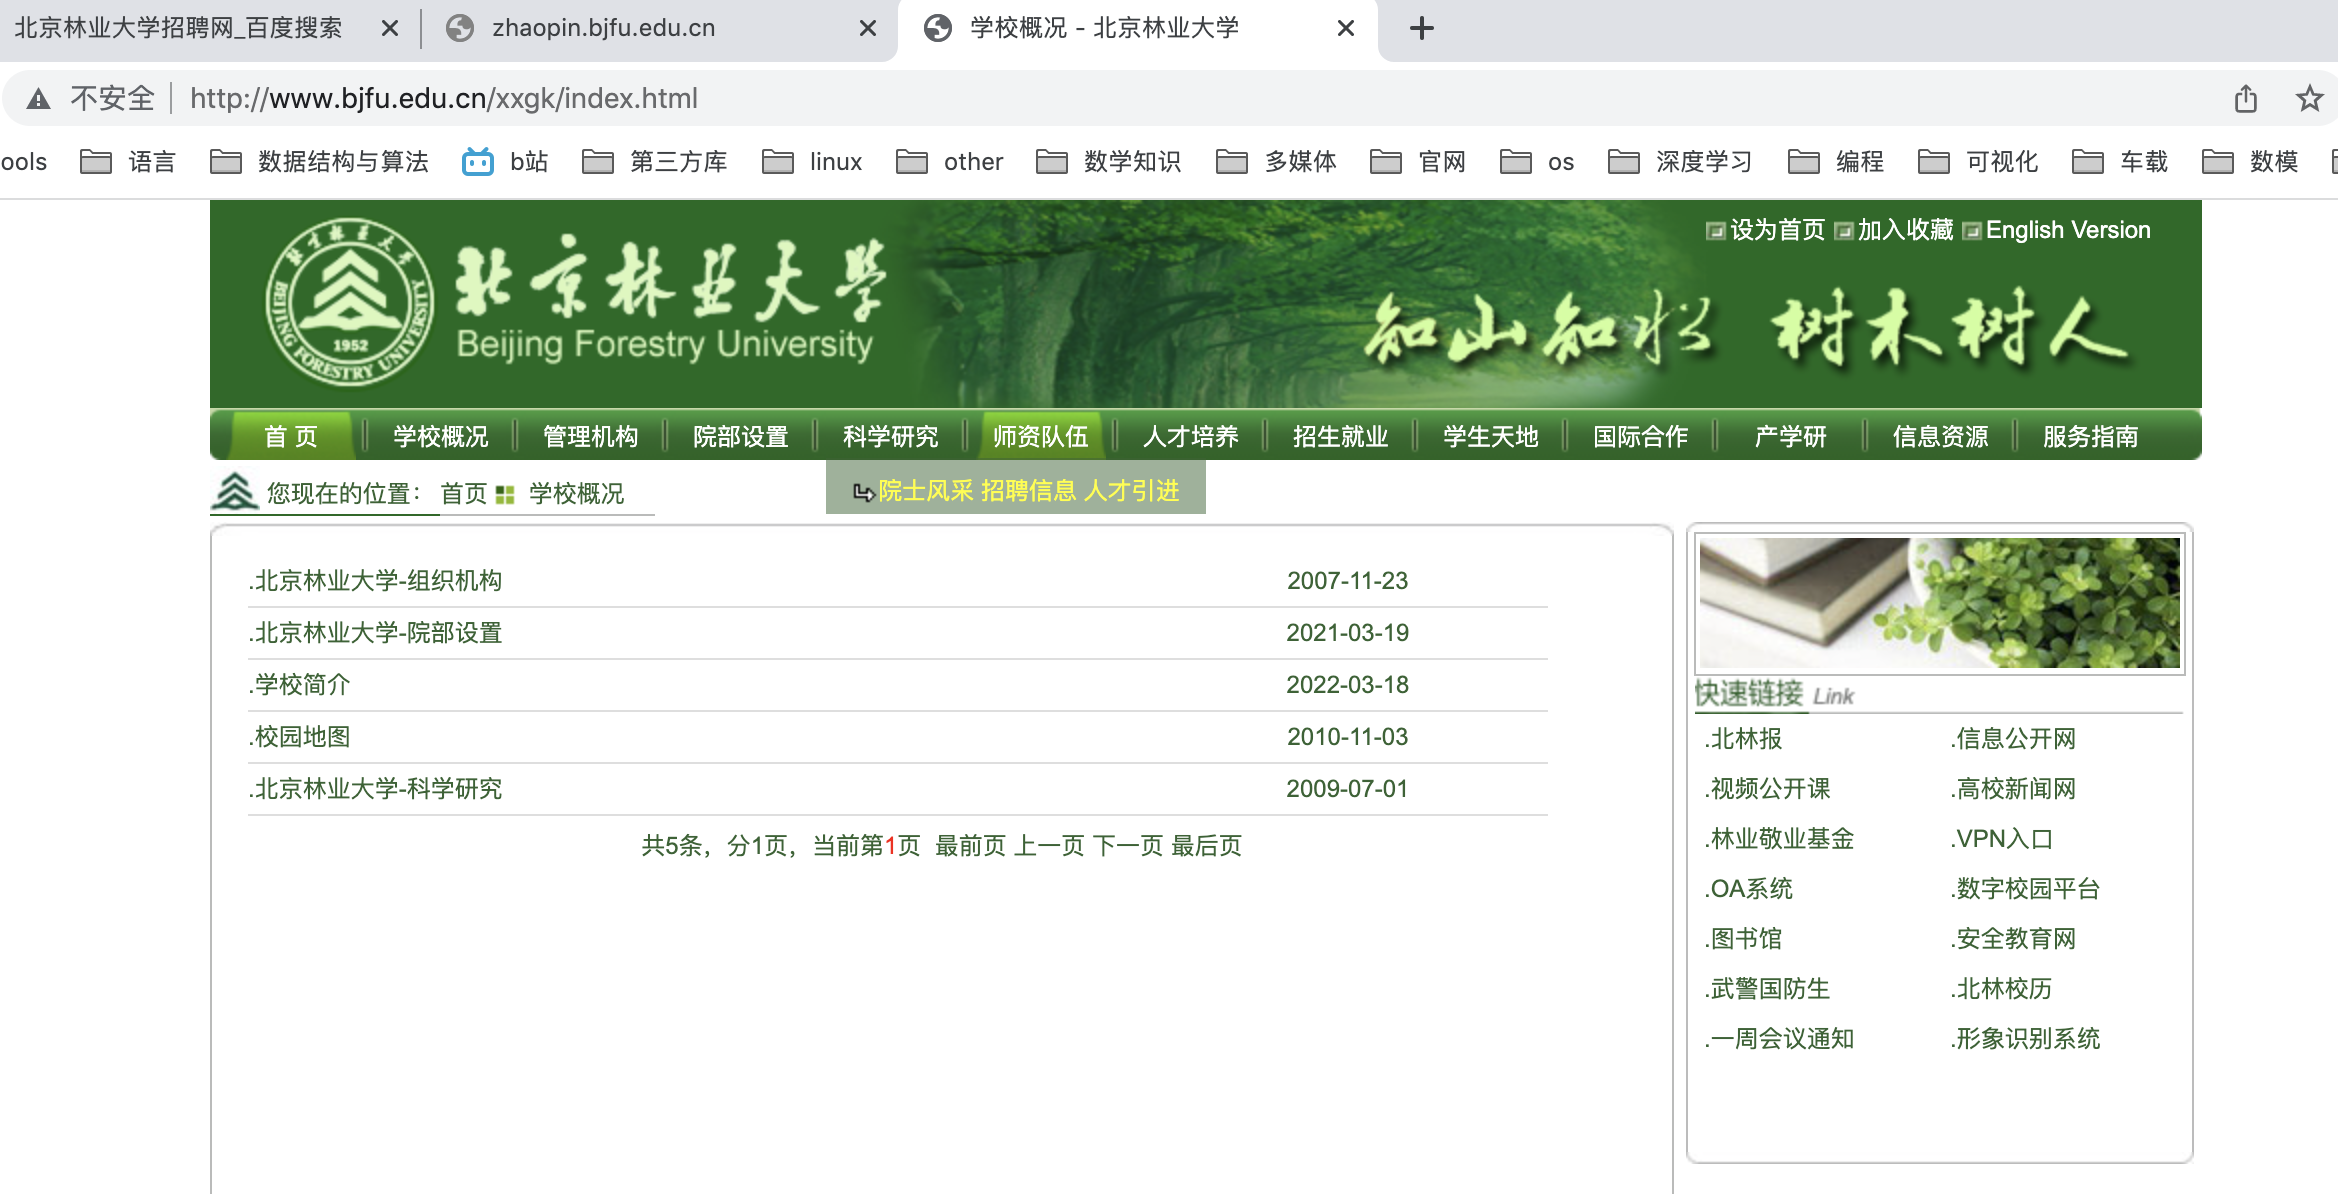 北京林业大学招聘网_百度搜索 zhaopin.bjfu.edu.cn 学校概况 - 北京林业大学
不安全 http://www.bjfu.edu.cn/xxgk/index.html
ools 语言 数据结构与算法 b站 第三方库 linux other 数学知识 多媒体 官网 os 深度学习 编程 可视化 车载 数模
设为首页 加入收藏 English Version
北京林业大学
Beijing Forestry University
北京林业大学
BEIJING FORESTRY UNIVERSITY
1952
知山知水 树木树人
首 页 学校概况 管理机构 院部设置 科学研究 师资队伍 人才培养 招生就业 学生天地 国际合作 产学研 信息资源 服务指南
您现在的位置： 首页 学校概况
院士风采 招聘信息 人才引进
.北京林业大学-组织机构 2007-11-23
.北京林业大学-院部设置 2021-03-19
.学校简介 2022-03-18
.校园地图 2010-11-03
.北京林业大学-科学研究 2009-07-01
共5条，分1页，当前第1页 最前页 上一页 下一页 最后页
快速链接 Link
.北林报 .信息公开网
.视频公开课 .高校新闻网
.林业敬业基金 .VPN入口
.OA系统 .数字校园平台
.图书馆 .安全教育网
.武警国防生 .北林校历
.一周会议通知 .形象识别系统